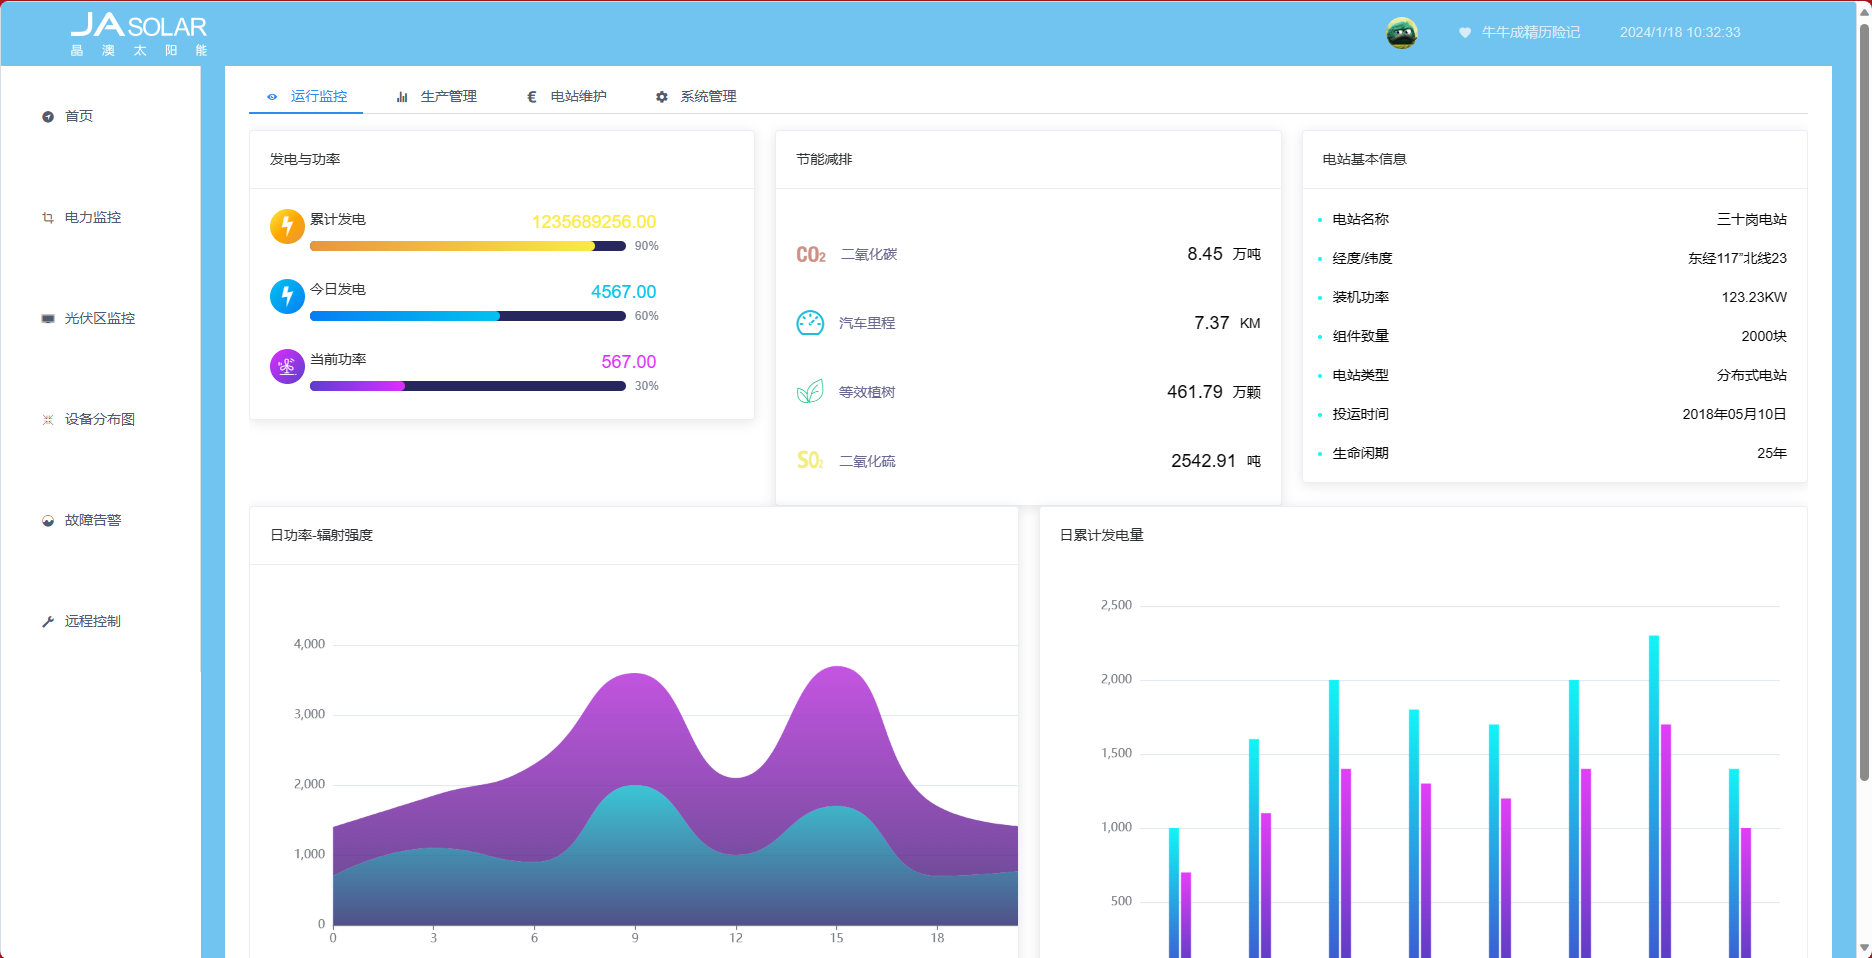 JA SOLAR
晶澳太阳能
牛牛成精历险记
2024/1/18 10:32:33
首页
电力监控
光伏区监控
设备分布图
故障告警
远程控制
运行监控
生产管理
电站维护
系统管理
发电与功率
累计发电
1235689256.00
90%
今日发电
4567.00
60%
当前功率
567.00
30%
节能减排
CO2 二氧化碳
8.45 万吨
汽车里程
7.37 KM
等效植树
461.79 万颗
SO2 二氧化硫
2542.91 吨
电站基本信息
电站名称 三十岗电站
经度/纬度 东经117”北线23
装机功率 123.23KW
组件致量 2000块
电站类型 分布式电站
投运时间 2018年05月10日
生命闲期 25年
日功率-辐射强度
4,000
3,000
2,000
1,000
0
0 3 6 9 12 15 18
日累计发电量
2,500
2,000
1,500
1,000
500